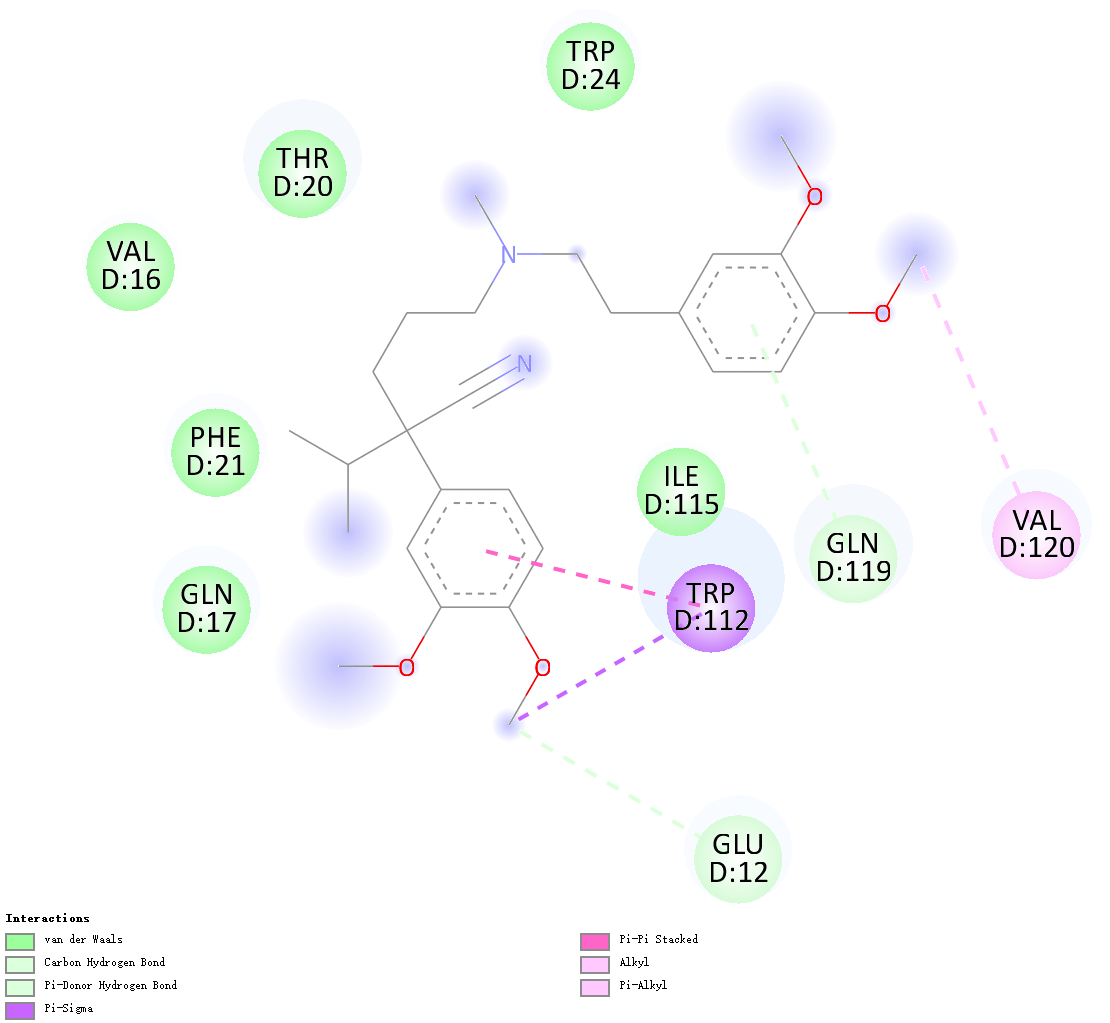 TRP
D:24
THR
D:20
VAL
D:16
O
N
O
N
PHE
D:21
ILE
D:115
VAL
D:120
GLN
D:119
GLN
D:17
TRP
D:112
O
O
GLU
D:12
Interactions
van der Waals
Carbon Hydrogen Bond
Pi-Donor Hydrogen Bond
Pi-Sigma
Pi-Pi Stacked
Alkyl
Pi-Alkyl